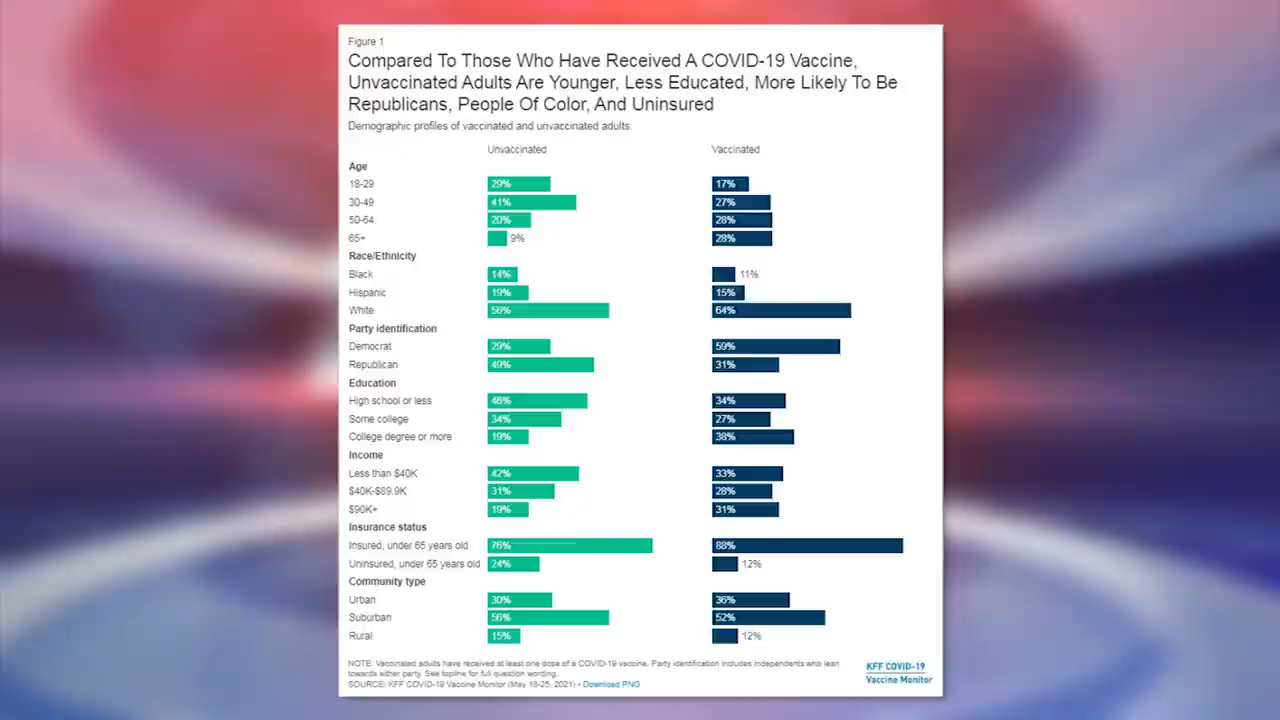 Figure 1
Compared To Those Who Have Received A COVID-19 Vaccine,
Unvaccinated Adults Are Younger, Less Educated, More Likely To Be
Republicans, People Of Color, And Uninsured
Demographic profiles of vaccinated and unvaccinated adults:
Unvaccinated Vaccinated
Age
18-29 29% 17%
30-49 41% 27%
50-64 20% 28%
65+ 9% 28%
Race/Ethnicity
Black 14% 11%
Hispanic 19% 15%
White 56% 64%
Party identification
Democrat 29% 59%
Republican 49% 31%
Education
High school or less 46% 34%
Some college 34% 27%
College degree or more 19% 38%
Income
Less than $40K 42% 33%
$40K-$89.9K 31% 28%
$90K+ 19% 31%
Insurance status
Insured, under 65 years old 76% 88%
Uninsured, under 65 years old 24% 12%
Community type
Urban 30% 36%
Suburban 56% 52%
Rural 15% 12%
NOTE: Vaccinated adults have received at least one dose of a COVID-19 vaccine. Party identification includes independents who lean
towards either party. See topline for full question wording.
SOURCE: KFF COVID-19 Vaccine Monitor (May 18-25, 2021) • Download PNG
KFF COVID-19
Vaccine Monitor